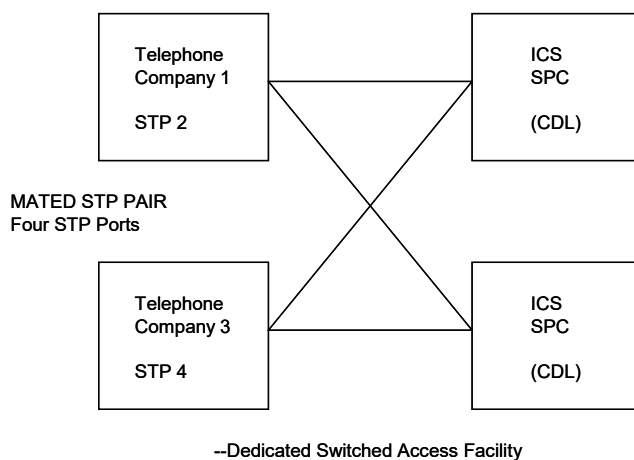 Telephone
Company 1
STP 2
ICS
SPC
(CDL)
MATED STP PAIR
Four STP Ports
Telephone
Company 3
STP 4
ICS
SPC
(CDL)
--Dedicated Switched Access Facility